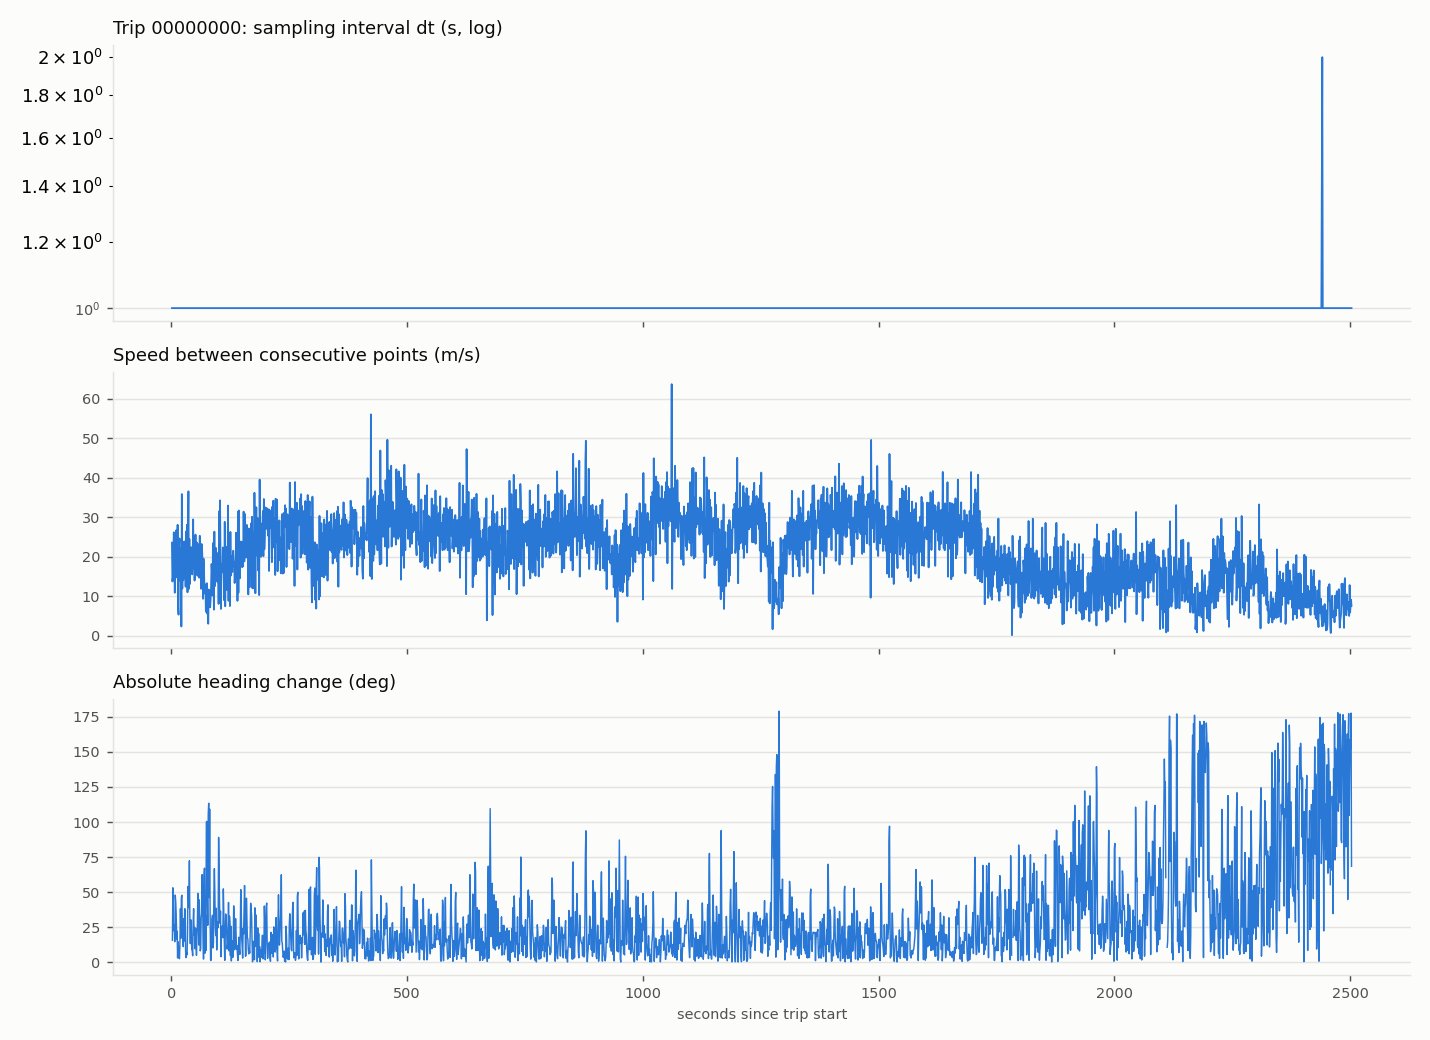 Trip 00000000: sampling interval dt (s, log)
2 × 10⁰
1.8 × 10⁰
1.6 × 10⁰
1.4 × 10⁰
1.2 × 10⁰
10⁰
Speed between consecutive points (m/s)
60
50
40
30
20
10
0
Absolute heading change (deg)
175
150
125
100
75
50
25
0
0 500 1000 1500 2000 2500
seconds since trip start